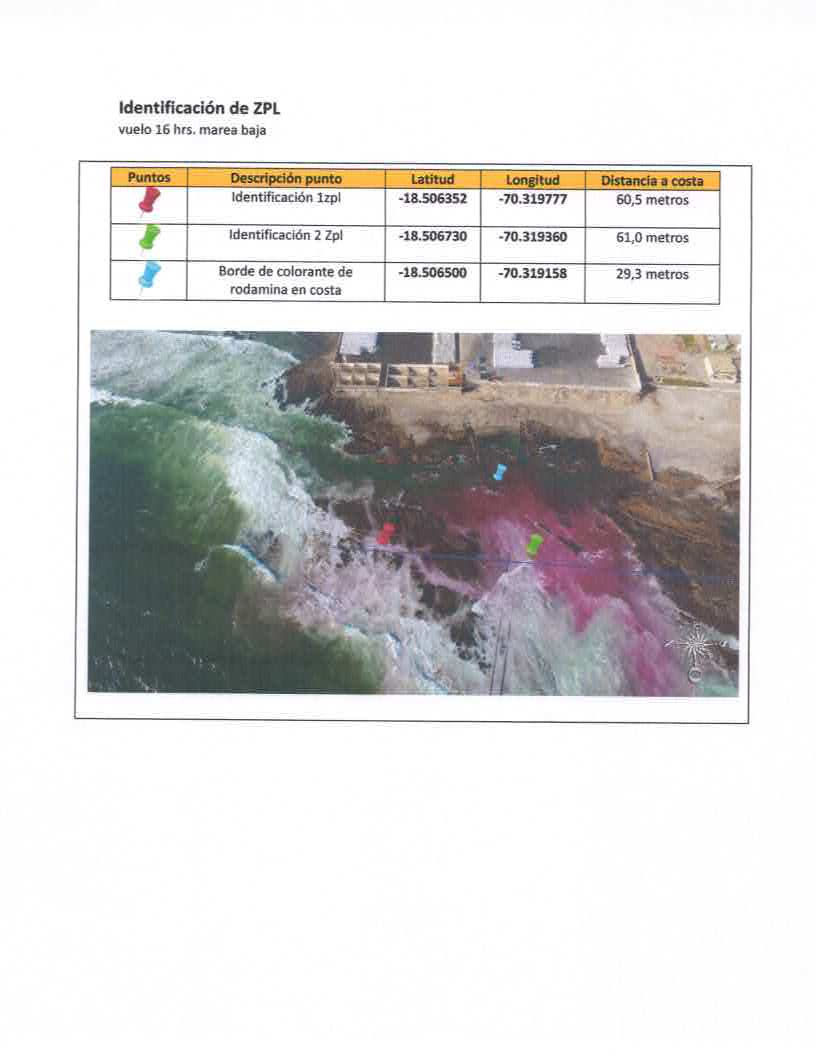 Identificación de ZPL
vuelo 16 hrs. marea baja
Puntos Descripción punto Latitud Longitud Distancia a costa
Identificación 1zpl -18.506352 -70.319777 60,5 metros
Identificación 2 Zpl -18.506730 -70.319360 61,0 metros
Borde de colorante de
rodamina en costa -18.506500 -70.319158 29,3 metros